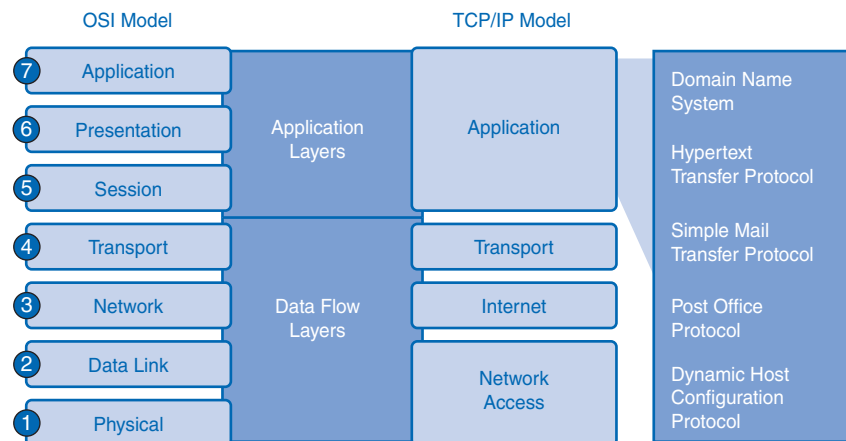 OSI Model
TCP/IP Model
7 Application
6 Presentation
5 Session
4 Transport
3 Network
2 Data Link
1 Physical
Application
Layers
Data Flow
Layers
Application
Transport
Internet
Network
Access
Domain Name
System
Hypertext
Transfer Protocol
Simple Mail
Transfer Protocol
Post Office
Protocol
Dynamic Host
Configuration
Protocol